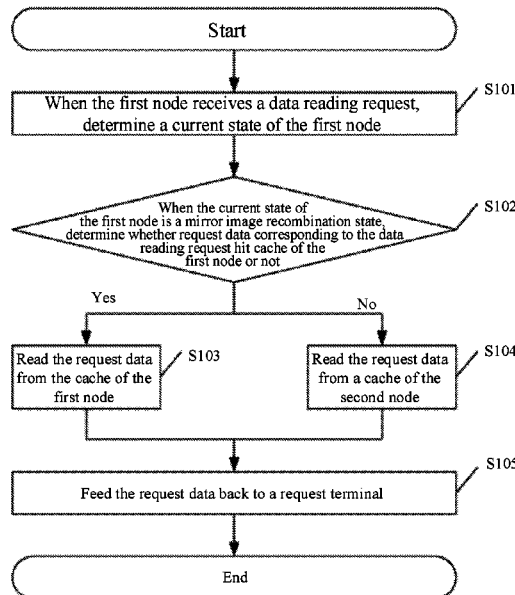 Start
When the first node receives a data reading request,
determine a current state of the first node
S101
When the current state of
the first node is a mirror image recombination state,
determine whether request data corresponding to the data
reading request hit cache of the
first node or not
S102
Yes
No
Read the request data
from the cache of the
first node
S103
Read the request data
from a cache of the
second node
S104
Feed the request data back to a request terminal
S105
End